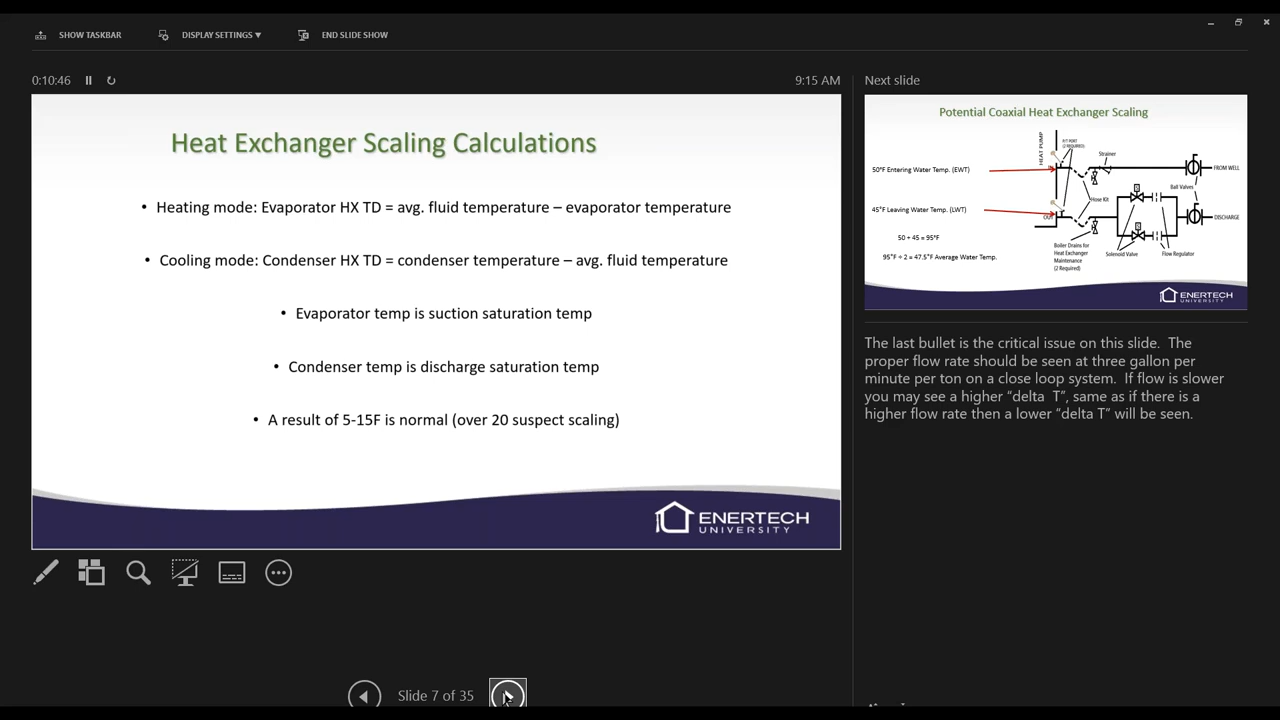 SHOW TASKBAR
DISPLAY SETTINGS ▼
END SLIDE SHOW
0:10:46
9:15 AM
Heat Exchanger Scaling Calculations
• Heating mode: Evaporator HX TD = avg. fluid temperature – evaporator temperature
• Cooling mode: Condenser HX TD = condenser temperature – avg. fluid temperature
• Evaporator temp is suction saturation temp
• Condenser temp is discharge saturation temp
• A result of 5-15F is normal (over 20 suspect scaling)
ENERTECH
UNIVERSITY
Slide 7 of 35
Next slide
Potential Coaxial Heat Exchanger Scaling
HEAT PUMP
P/T PORT
(2 REQUIRED)
Strainer
50°F Entering Water Temp. (EWT)
FROM WELL
Ball Valves
Hose Kit
45°F Leaving Water Temp. (LWT)
OUT
DISCHARGE
50 + 45 = 95°F
95°F ÷ 2 = 47.5°F Average Water Temp.
Boiler Drains for
Heat Exchanger
Maintenance
(2 Required)
Solenoid Valve
Flow Regulator
ENERTECH
UNIVERSITY
The last bullet is the critical issue on this slide.  The
proper flow rate should be seen at three gallon per
minute per ton on a close loop system.  If flow is slower
you may see a higher “delta  T”, same as if there is a
higher flow rate then a lower “delta T” will be seen.